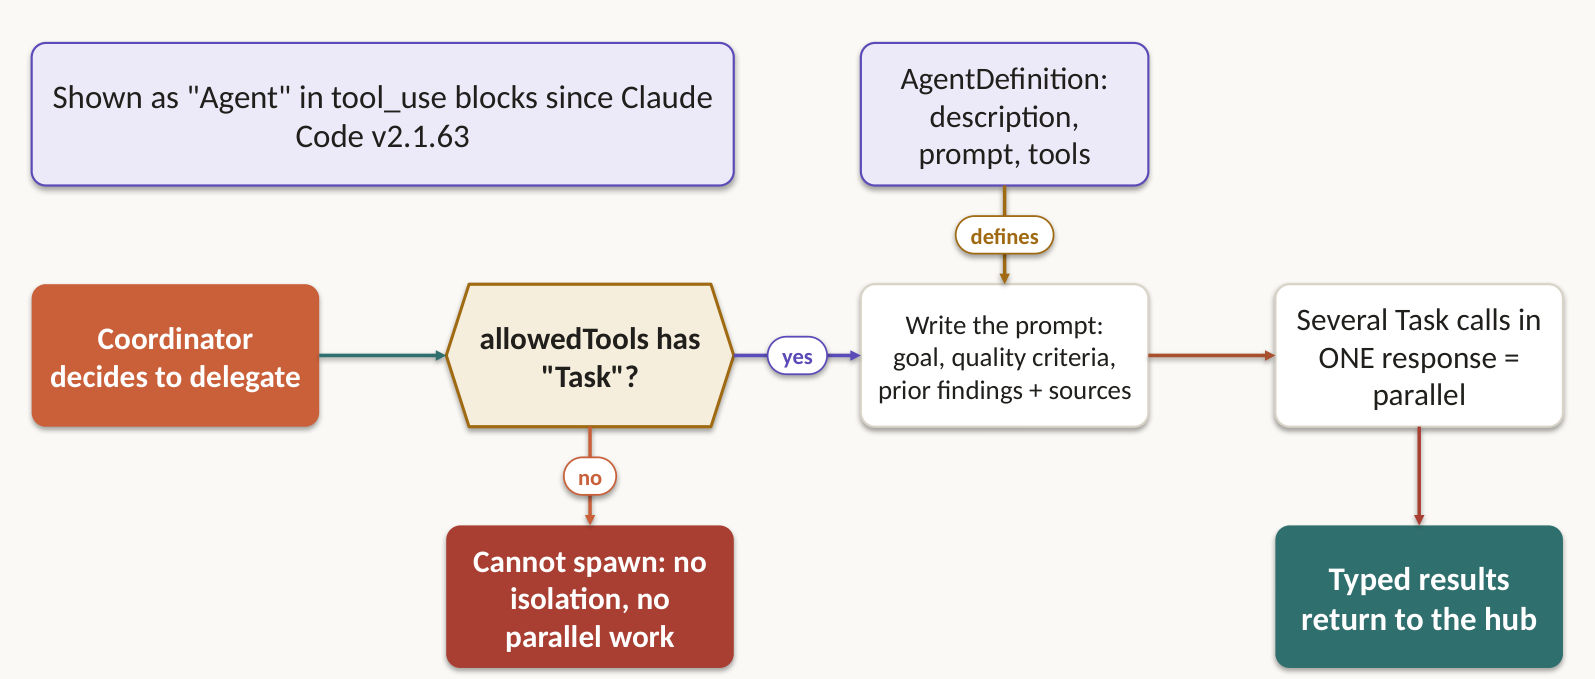 Shown as "Agent" in tool_use blocks since Claude
Code v2.1.63
AgentDefinition:
description,
prompt, tools
defines
Coordinator
decides to delegate
allowedTools has
"Task"?
yes
Write the prompt:
goal, quality criteria,
prior findings + sources
Several Task calls in
ONE response =
parallel
no
Cannot spawn: no
isolation, no
parallel work
Typed results
return to the hub